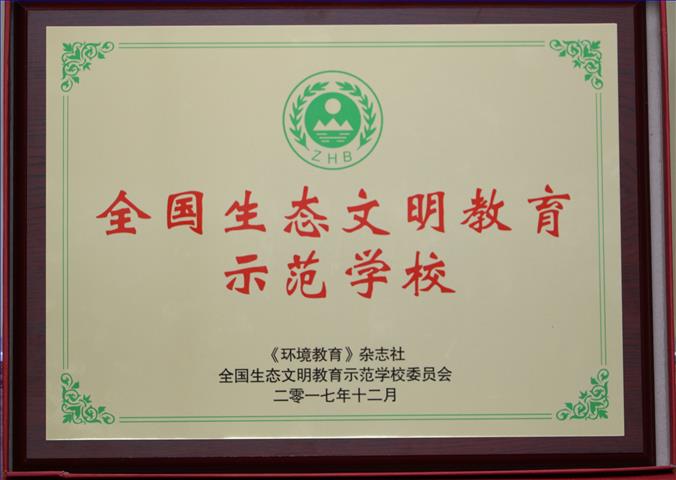 ZHB
全国生态文明教育
示范学校
《环境教育》杂志社
全国生态文明教育示范学校委员会
二零一七年十二月